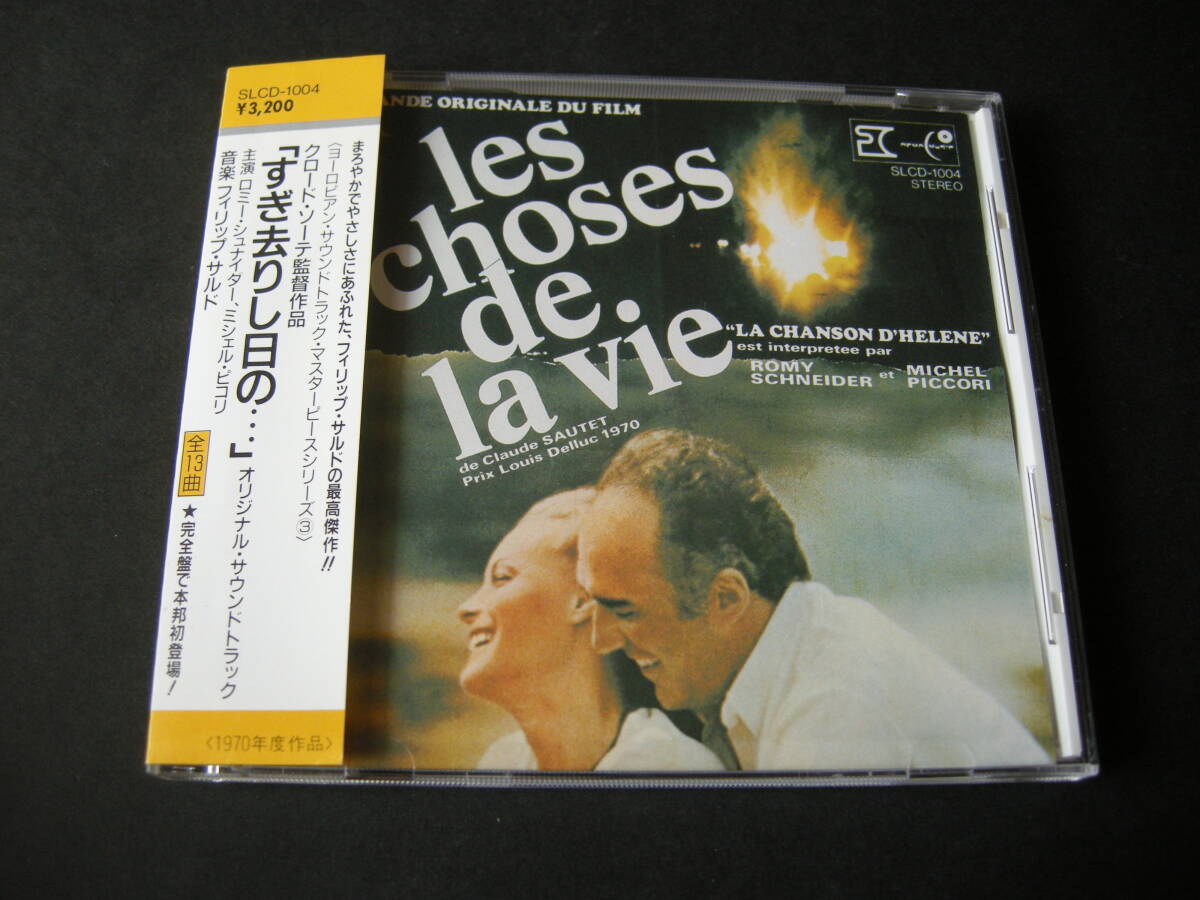 SLCD-1004
¥3,200
まろやかでやさしさにあふれた、フィリップ・サルドの最高傑作!!
〈ヨーロピアン・サウンドトラック・マスターピースシリーズ③〉
クロード・ソーテ監督作品
「すぎ去りし日の…」オリジナル・サウンドトラック
主演 ロミー・シュナイダー、ミシェル・ピコリ
音楽 フィリップ・サルド
全13曲
★完全盤で本邦初登場!
〈1970年度作品〉
ANDE ORIGINALE DU FILM
les
choses
de
la vie
SLCD-1004
STEREO
"LA CHANSON D'HELENE"
est interpretee par
ROMY SCHNEIDER et MICHEL PICCORI
de Claude SAUTET
Prix Louis Delluc 1970